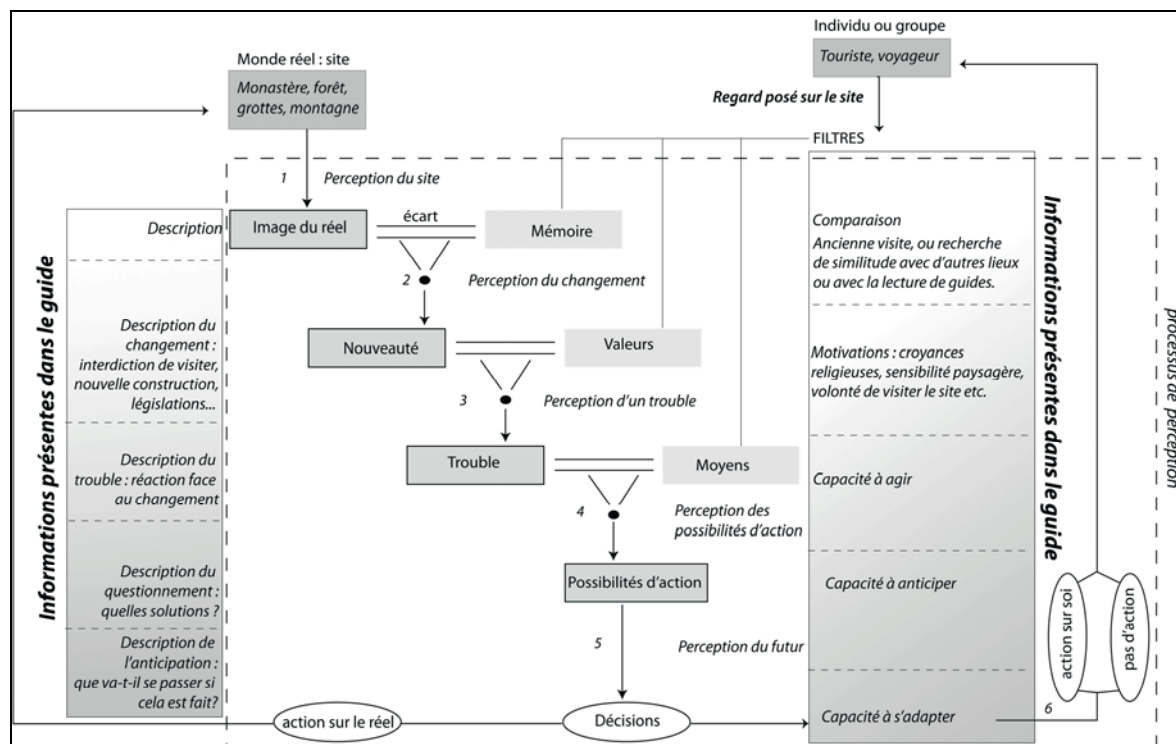 Individu ou groupe
Touriste, voyageur
Monde réel : site
Monastère, forêt,
grottes, montagne
Regard posé sur le site
FILTRES
1
Perception du site
Informations présentes dans le guide
Description
Image du réel
écart
Mémoire
Comparaison
Ancienne visite, ou recherche
de similitude avec d'autres lieux
ou avec la lecture de guides.
2
Perception du changement
Description du
changement :
interdiction de visiter,
nouvelle construction,
législations...
Nouveauté
Valeurs
Motivations : croyances
religieuses, sensibilité paysagère,
volonté de visiter le site etc.
3
Perception d'un trouble
Description du
trouble : réaction face
au changement
Trouble
Moyens
Capacité à agir
4
Perception des
possibilités d'action
Description du
questionnement :
quelles solutions ?
Possibilités d'action
Capacité à anticiper
5
Perception du futur
Description de
l'anticipation :
que va-t-il se passer si
cela est fait?
action sur le réel
Décisions
Capacité à s'adapter
6
action sur soi
pas d'action
Informations présentes dans le guide
processus de perception